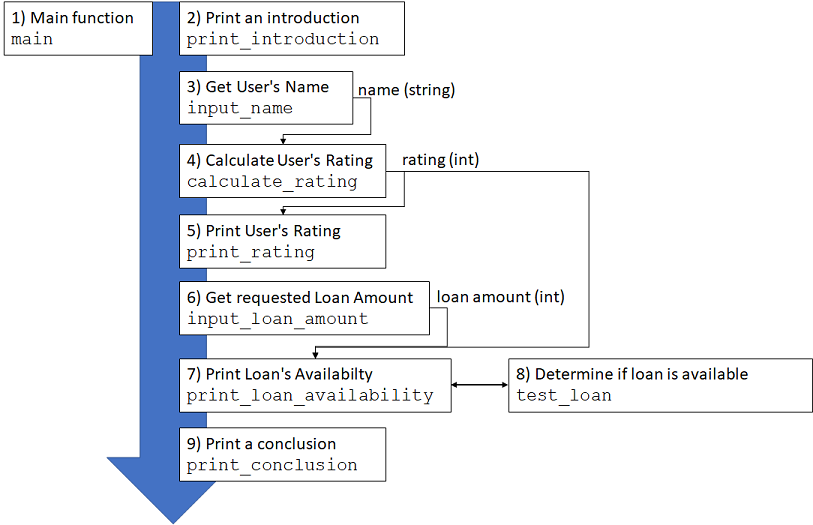 1) Main function
main
2) Print an introduction
print_introduction
3) Get User's Name
input_name
name (string)
4) Calculate User's Rating
calculate_rating
rating (int)
5) Print User's Rating
print_rating
6) Get requested Loan Amount
input_loan_amount
loan amount (int)
7) Print Loan's Availabilty
print_loan_availability
8) Determine if loan is available
test_loan
9) Print a conclusion
print_conclusion